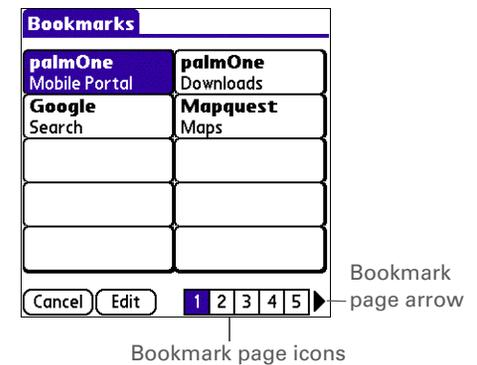 Bookmarks
palmOne
Mobile Portal
palmOne
Downloads
Google
Search
Mapquest
Maps
Cancel Edit 1 2 3 4 5
Bookmark
page arrow
Bookmark page icons